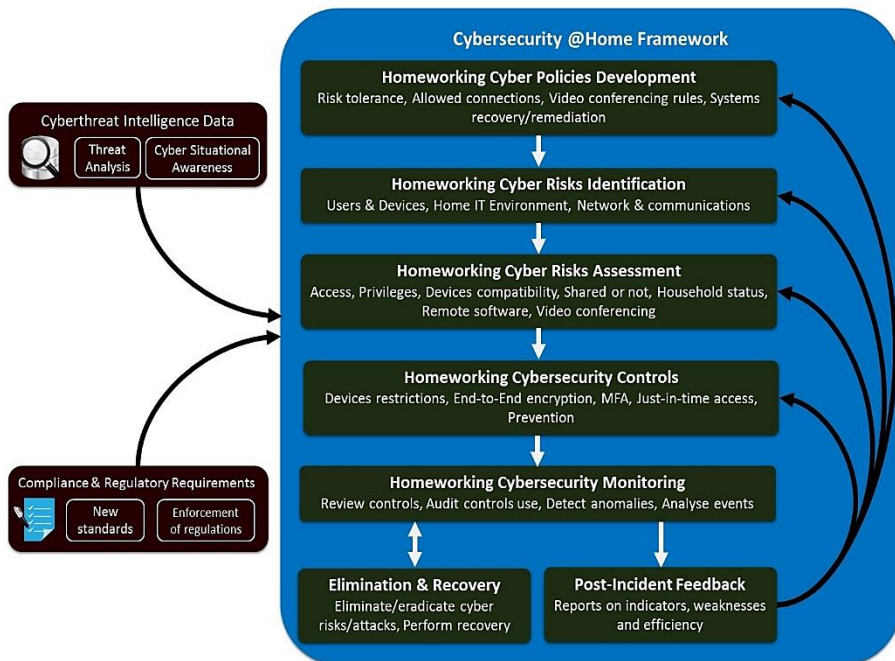 Cybersecurity @Home Framework
Homeworking Cyber Policies Development
Risk tolerance, Allowed connections, Video conferencing rules, Systems
recovery/remediation
Cyberthreat Intelligence Data
Threat
Analysis
Cyber Situational
Awareness
Homeworking Cyber Risks Identification
Users & Devices, Home IT Environment, Network & communications
Homeworking Cyber Risks Assessment
Access, Privileges, Devices compatibility, Shared or not, Household status,
Remote software, Video conferencing
Homeworking Cybersecurity Controls
Devices restrictions, End-to-End encryption, MFA, Just-in-time access,
Prevention
Compliance & Regulatory Requirements
New
standards
Enforcement
of regulations
Homeworking Cybersecurity Monitoring
Review controls, Audit controls use, Detect anomalies, Analyse events
Elimination & Recovery
Eliminate/eradicate cyber
risks/attacks, Perform recovery
Post-Incident Feedback
Reports on indicators, weaknesses
and efficiency